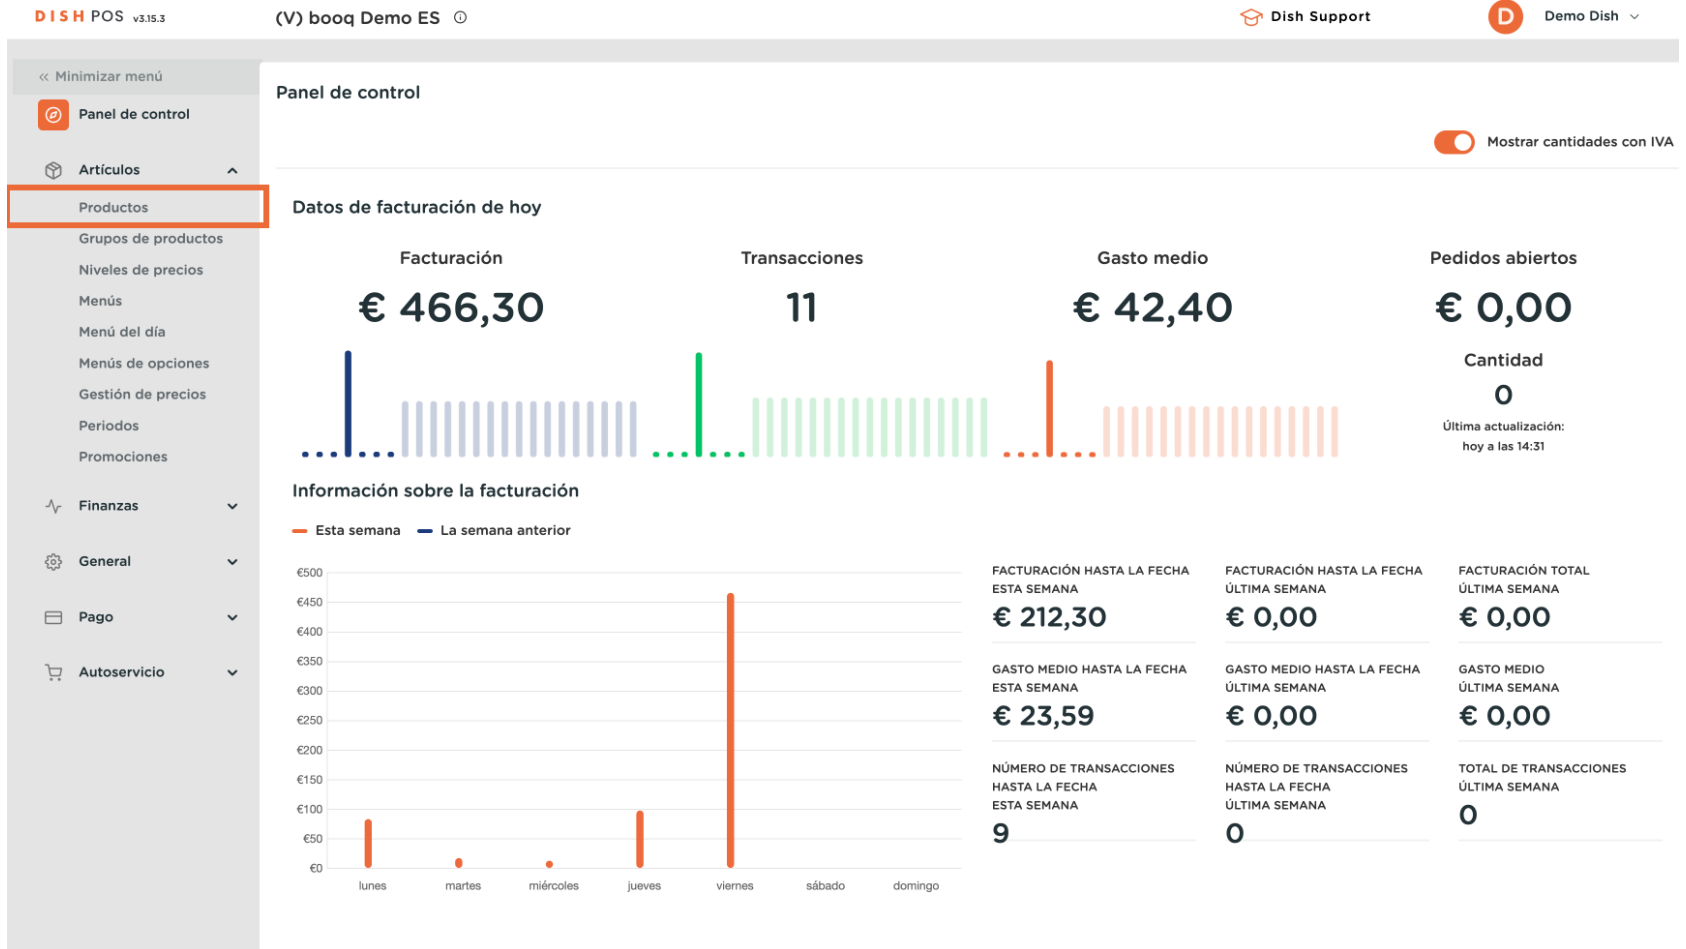 DISH POS v3.15.3
(V) booq Demo ES
Dish Support
D
Demo Dish
« Minimizar menú
Panel de control
Artículos
Productos
Grupos de productos
Niveles de precios
Menús
Menú del día
Menús de opciones
Gestión de precios
Periodos
Promociones
Finanzas
General
Pago
Autoservicio
Panel de control
Mostrar cantidades con IVA
Datos de facturación de hoy
Facturación
€ 466,30
Transacciones
11
Gasto medio
€ 42,40
Pedidos abiertos
€ 0,00
Cantidad
0
Última actualización:
hoy a las 14:31
Información sobre la facturación
Esta semana La semana anterior
€500
€450
€400
€350
€300
€250
€200
€150
€100
€50
€0
lunes martes miércoles jueves viernes sábado domingo
FACTURACIÓN HASTA LA FECHA
ESTA SEMANA
€ 212,30
FACTURACIÓN HASTA LA FECHA
ÚLTIMA SEMANA
€ 0,00
FACTURACIÓN TOTAL
ÚLTIMA SEMANA
€ 0,00
GASTO MEDIO HASTA LA FECHA
ESTA SEMANA
€ 23,59
GASTO MEDIO HASTA LA FECHA
ÚLTIMA SEMANA
€ 0,00
GASTO MEDIO
ÚLTIMA SEMANA
€ 0,00
NÚMERO DE TRANSACCIONES
HASTA LA FECHA
ESTA SEMANA
9
NÚMERO DE TRANSACCIONES
HASTA LA FECHA
ÚLTIMA SEMANA
0
TOTAL DE TRANSACCIONES
ÚLTIMA SEMANA
0